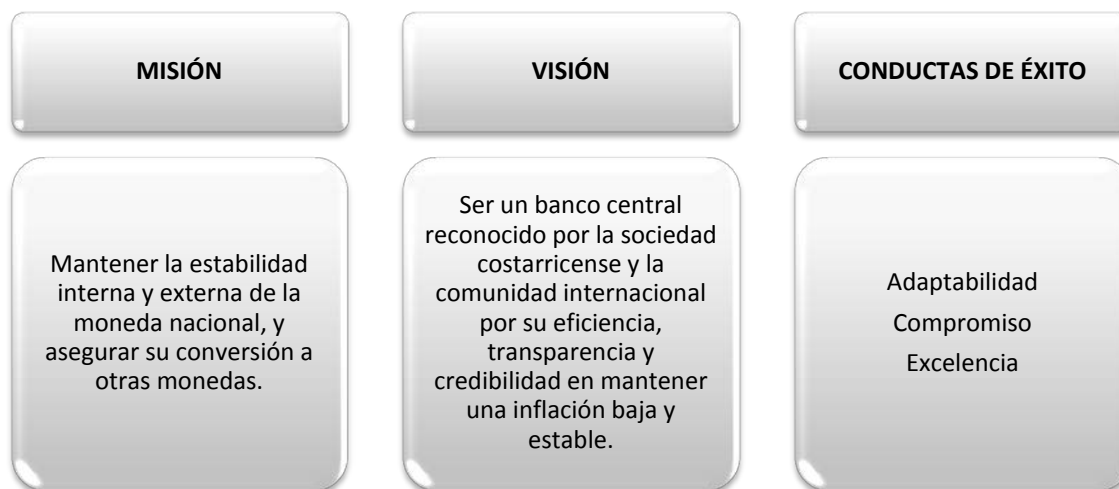 MISIÓN
Mantener la estabilidad
interna y externa de la
moneda nacional, y
asegurar su conversión a
otras monedas.
VISIÓN
Ser un banco central
reconocido por la sociedad
costarricense y la
comunidad internacional
por su eficiencia,
transparencia y
credibilidad en mantener
una inflación baja y
estable.
CONDUCTAS DE ÉXITO
Adaptabilidad
Compromiso
Excelencia